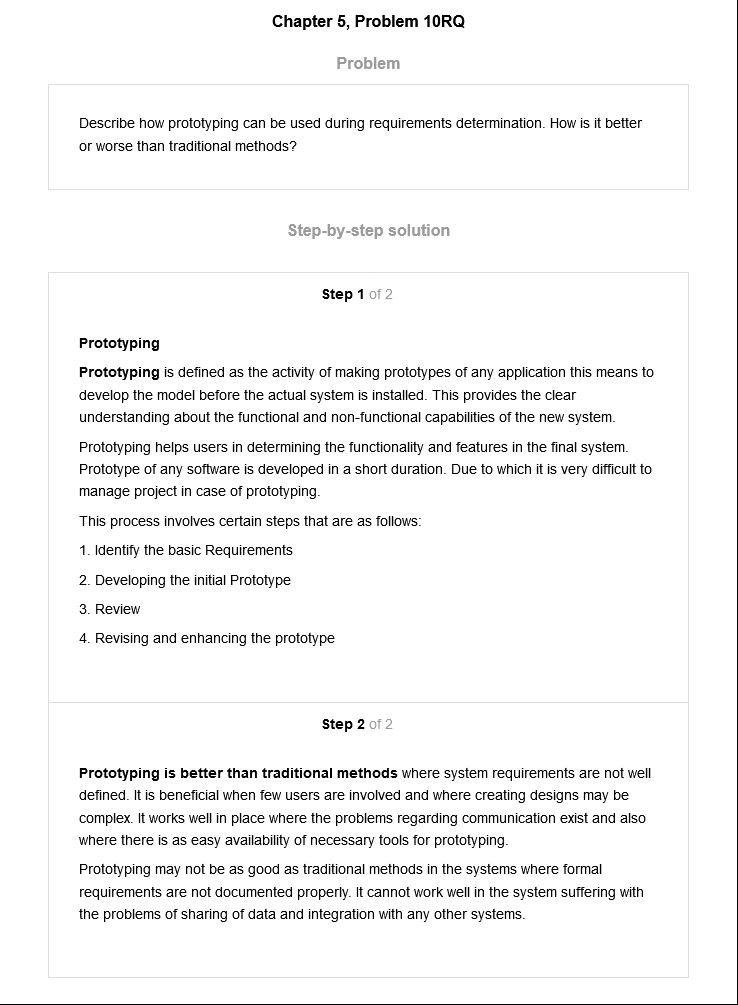 Chapter 5, Problem 10RQ
Problem
Describe how prototyping can be used during requirements determination. How is it better
or worse than traditional methods?
Step-by-step solution
Step 1 of 2
Prototyping
Prototyping is defined as the activity of making prototypes of any application this means to
develop the model before the actual system is installed. This provides the clear
understanding about the functional and non-functional capabilities of the new system.
Prototyping helps users in determining the functionality and features in the final system.
Prototype of any software is developed in a short duration. Due to which it is very difficult to
manage project in case of prototyping.
This process involves certain steps that are as follows:
1. Identify the basic Requirements
2. Developing the initial Prototype
3. Review
4. Revising and enhancing the prototype
Step 2 of 2
Prototyping is better than traditional methods where system requirements are not well
defined. It is beneficial when few users are involved and where creating designs may be
complex. It works well in place where the problems regarding communication exist and also
where there is as easy availability of necessary tools for prototyping.
Prototyping may not be as good as traditional methods in the systems where formal
requirements are not documented properly. It cannot work well in the system suffering with
the problems of sharing of data and integration with any other systems.